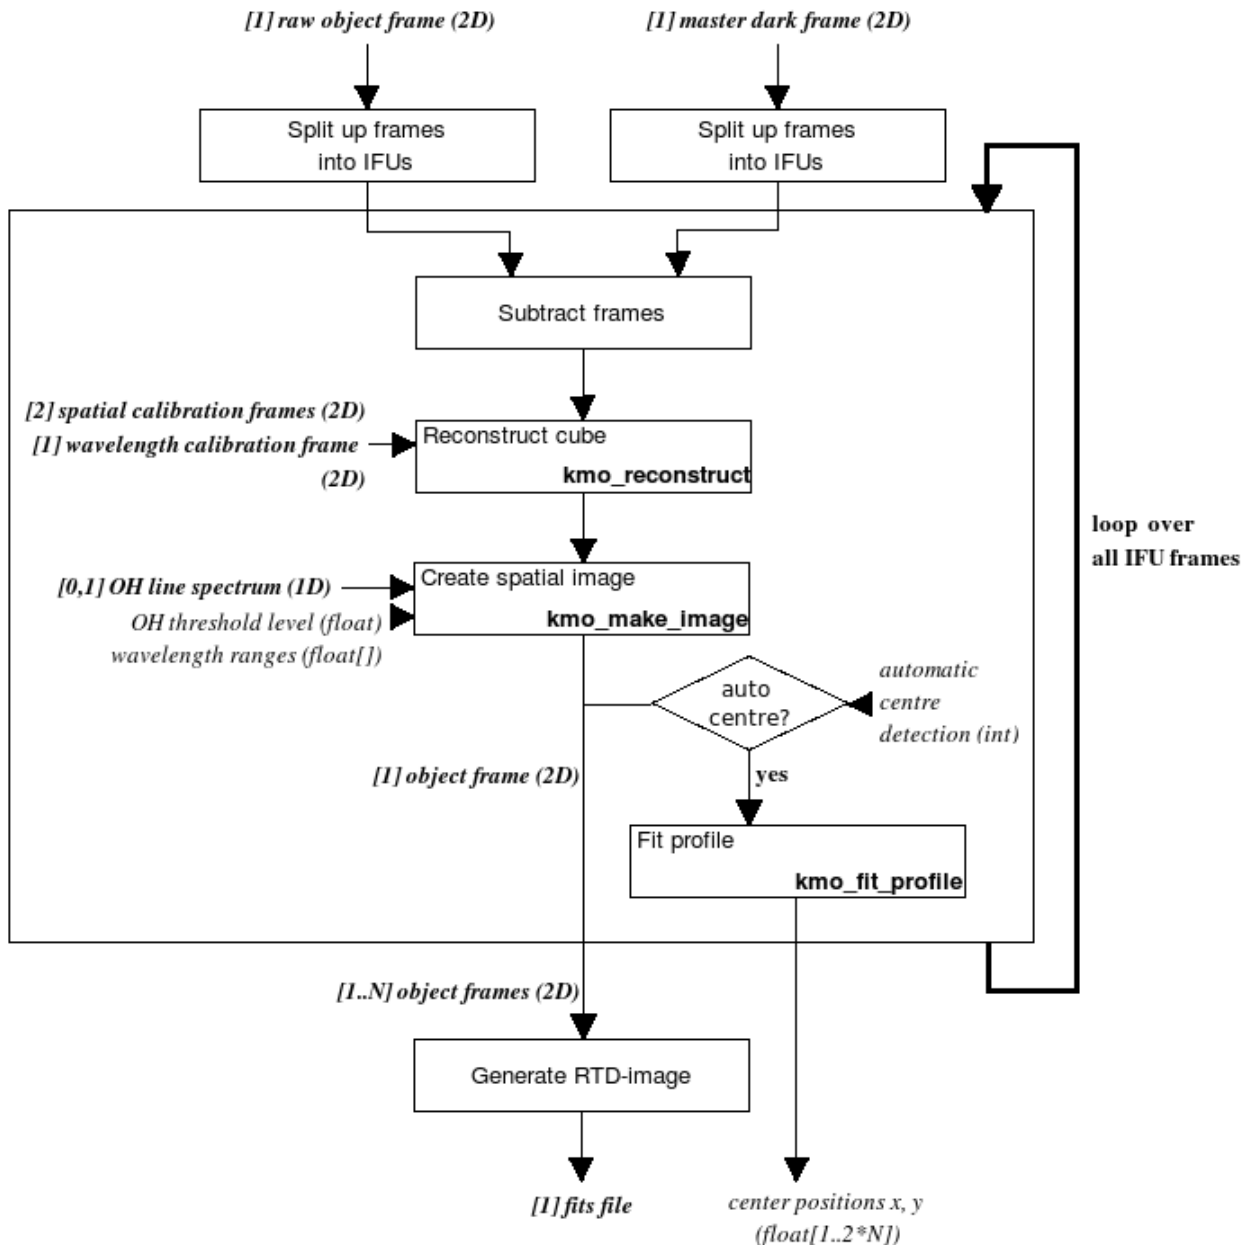 [1] raw object frame (2D)
[1] master dark frame (2D)
Split up frames
into IFUs
Split up frames
into IFUs
Subtract frames
[2] spatial calibration frames (2D)
[1] wavelength calibration frame
(2D)
Reconstruct cube
kmo_reconstruct
loop over
all IFU frames
[0,1] OH line spectrum (1D)
OH threshold level (float)
wavelength ranges (float[])
Create spatial image
kmo_make_image
auto
centre?
automatic
centre
detection (int)
[1] object frame (2D)
yes
Fit profile
kmo_fit_profile
[1..N] object frames (2D)
Generate RTD-image
[1] fits file
center positions x, y
(float[1..2*N])